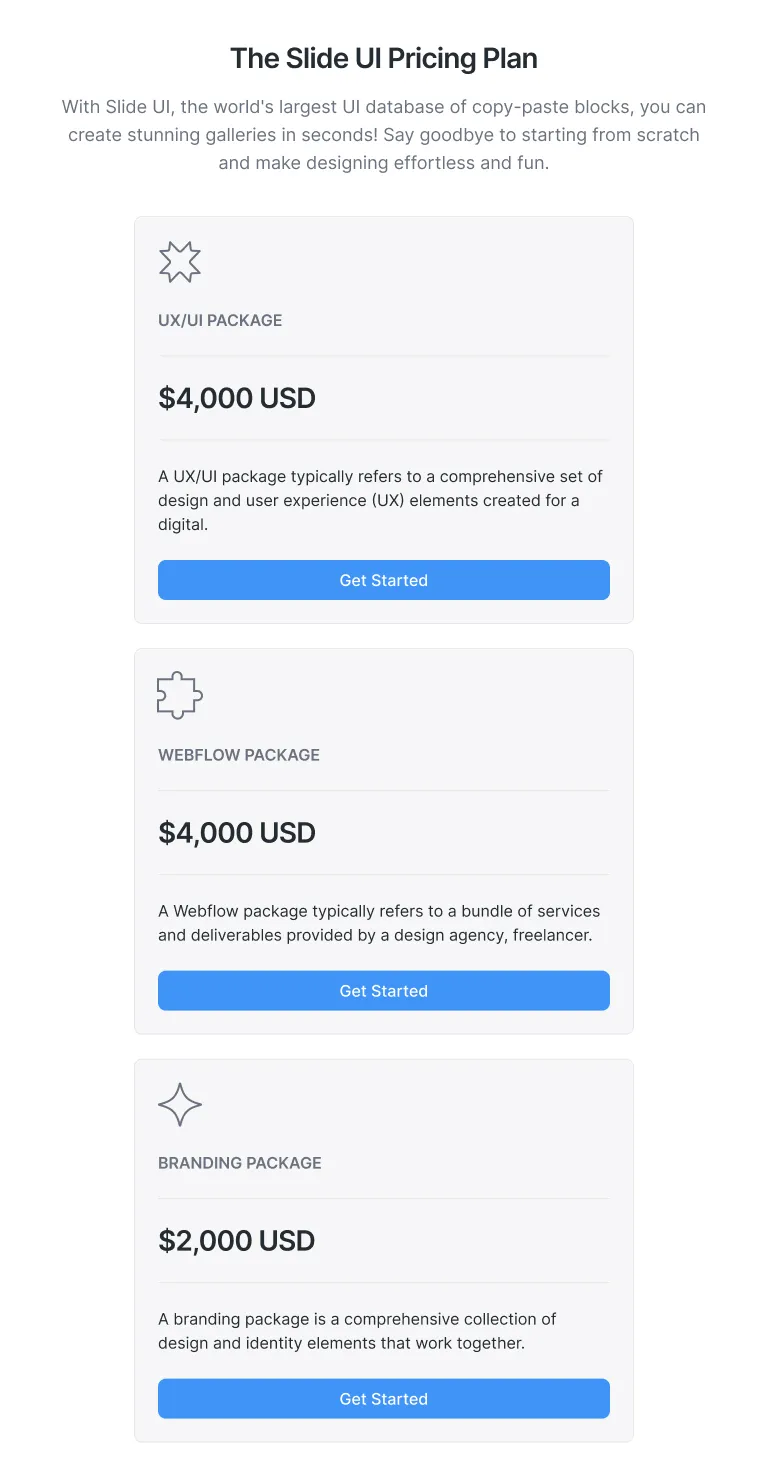 The Slide UI Pricing Plan
With Slide UI, the world's largest UI database of copy-paste blocks, you can
create stunning galleries in seconds! Say goodbye to starting from scratch
and make designing effortless and fun.
UX/UI PACKAGE
$4,000 USD
A UX/UI package typically refers to a comprehensive set of
design and user experience (UX) elements created for a
digital.
Get Started
WEBFLOW PACKAGE
$4,000 USD
A Webflow package typically refers to a bundle of services
and deliverables provided by a design agency, freelancer.
Get Started
BRANDING PACKAGE
$2,000 USD
A branding package is a comprehensive collection of
design and identity elements that work together.
Get Started